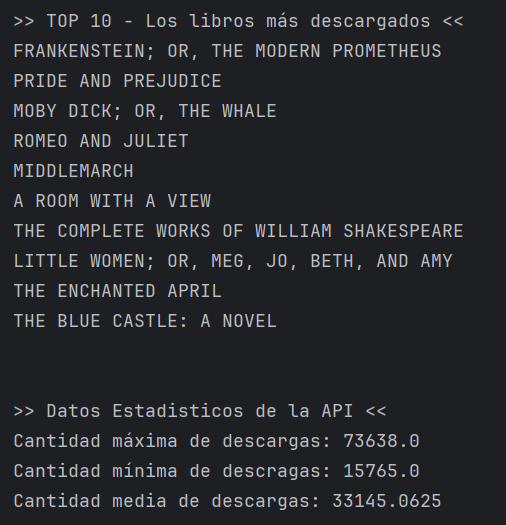 >> TOP 10 - Los libros más descargados <<
FRANKENSTEIN; OR, THE MODERN PROMETHEUS
PRIDE AND PREJUDICE
MOBY DICK; OR, THE WHALE
ROMEO AND JULIET
MIDDLEMARCH
A ROOM WITH A VIEW
THE COMPLETE WORKS OF WILLIAM SHAKESPEARE
LITTLE WOMEN; OR, MEG, JO, BETH, AND AMY
THE ENCHANTED APRIL
THE BLUE CASTLE: A NOVEL
>> Datos Estadisticos de la API <<
Cantidad máxima de descargas: 73638.0
Cantidad mínima de descragas: 15765.0
Cantidad media de descargas: 33145.0625